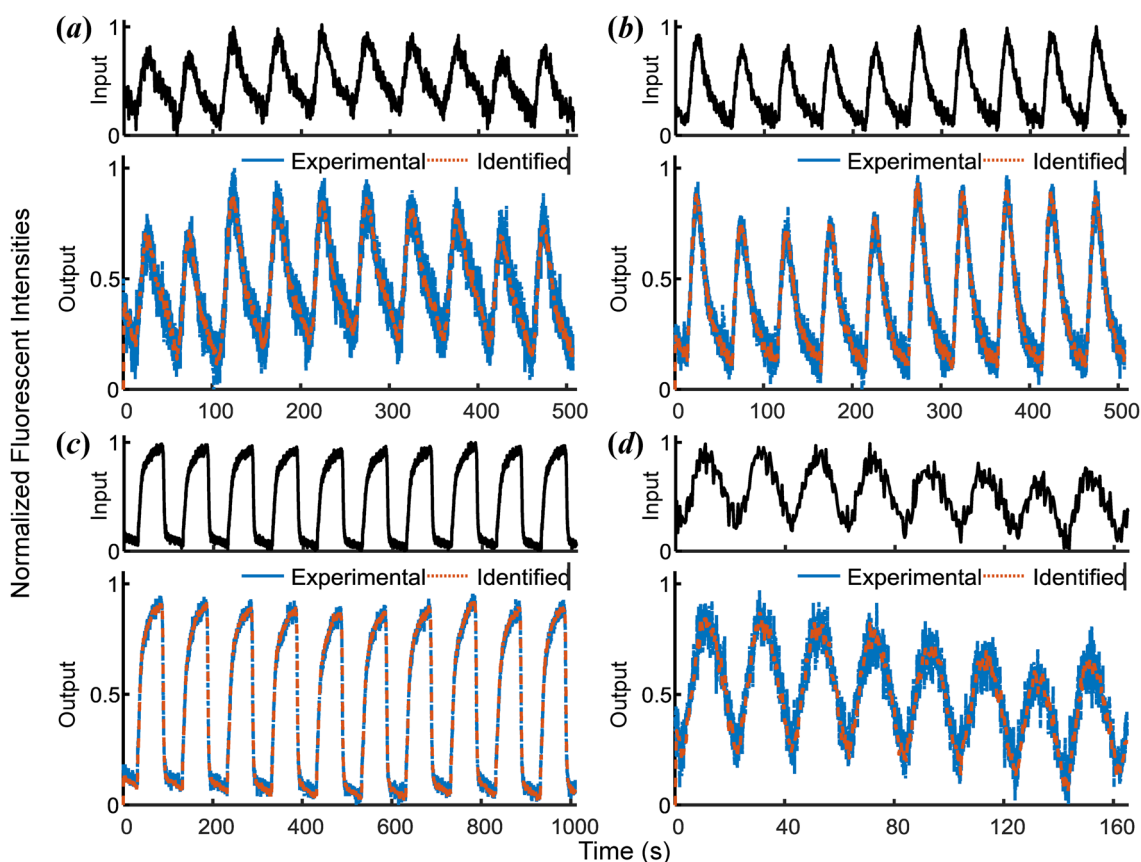 (a)
1
Input
0
Experimental Identified
1
Output
0.5
0
0 100 200 300 400 500
(b)
1
Input
0
Experimental Identified
1
Output
0.5
0
0 100 200 300 400 500
(c)
1
Input
0
Experimental Identified
1
Output
0.5
0
0 200 400 600 800 1000
(d)
1
Input
0
Experimental Identified
1
Output
0.5
0
0 40 80 120 160
Normalized Fluorescent Intensities
Time (s)